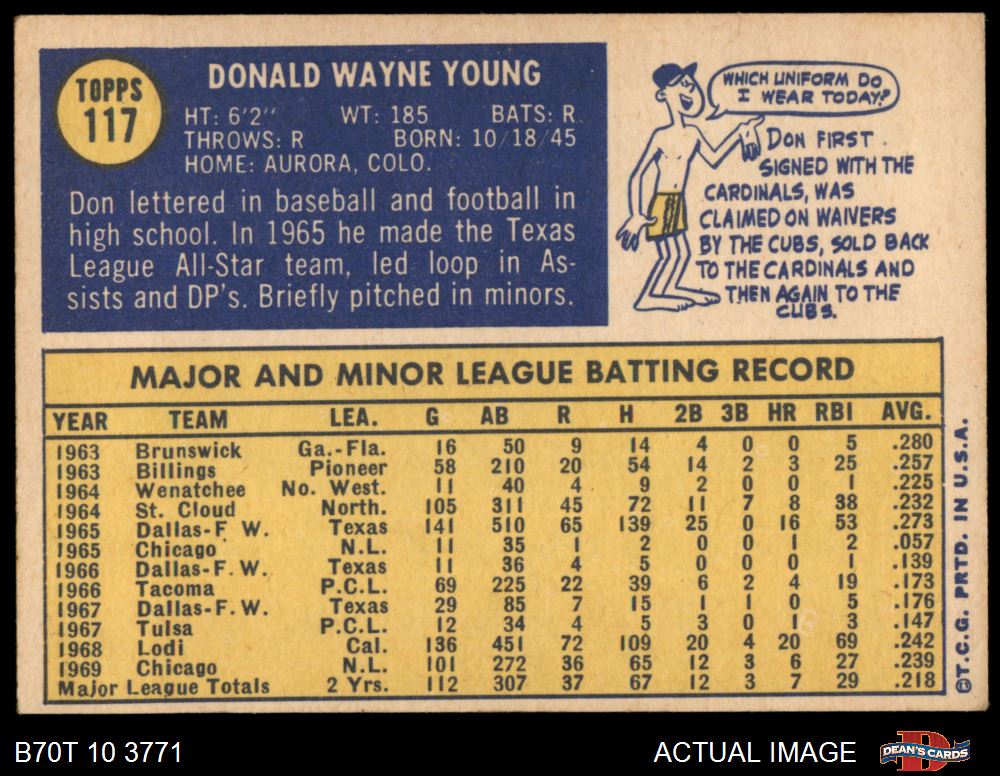 TOPPS
117
DONALD WAYNE YOUNG
HT: 6'2" WT: 185 BATS: R.
THROWS: R BORN: 10/18/45
HOME: AURORA, COLO.
Don lettered in baseball and football in
high school. In 1965 he made the Texas
League All-Star team, led loop in As-
sists and DP's. Briefly pitched in minors.
WHICH UNIFORM DO
I WEAR TODAY?
DON FIRST
SIGNED WITH THE
CARDINALS, WAS
CLAIMED ON WAIVERS
BY THE CUBS, SOLD BACK
TO THE CARDINALS AND
THEN AGAIN TO THE
CUBS.
MAJOR AND MINOR LEAGUE BATTING RECORD
YEAR TEAM LEA. G AB R H 2B 3B HR RBI AVG.
1963 Brunswick Ga.-Fla. 16 50 9 14 4 0 0 5 .280
1963 Billings Pioneer 58 210 20 54 14 2 3 25 .257
1964 Wenatchee No. West. 11 40 4 9 2 0 0 1 .225
1964 St. Cloud North. 105 311 45 72 11 7 8 38 .232
1965 Dallas-F. W. Texas 141 510 65 139 25 0 16 53 .273
1965 Chicago N.L. 11 35 1 2 0 0 1 2 .057
1966 Dallas-F. W. Texas 11 36 4 5 0 0 0 1 .139
1966 Tacoma P.C.L. 69 225 22 39 6 2 4 19 .173
1967 Dallas-F. W. Texas 29 85 7 15 1 1 0 5 .176
1967 Tulsa P.C.L. 12 34 4 5 3 0 1 3 .147
1968 Lodi Cal. 136 451 72 109 20 4 20 69 .242
1969 Chicago N.L. 101 272 36 65 12 3 6 27 .239
Major League Totals 2 Yrs. 112 307 37 67 12 3 7 29 .218
©T.C.G. PRTD. IN U.S.A.
B70T 10 3771
ACTUAL IMAGE
D
DEAN'S CARDS